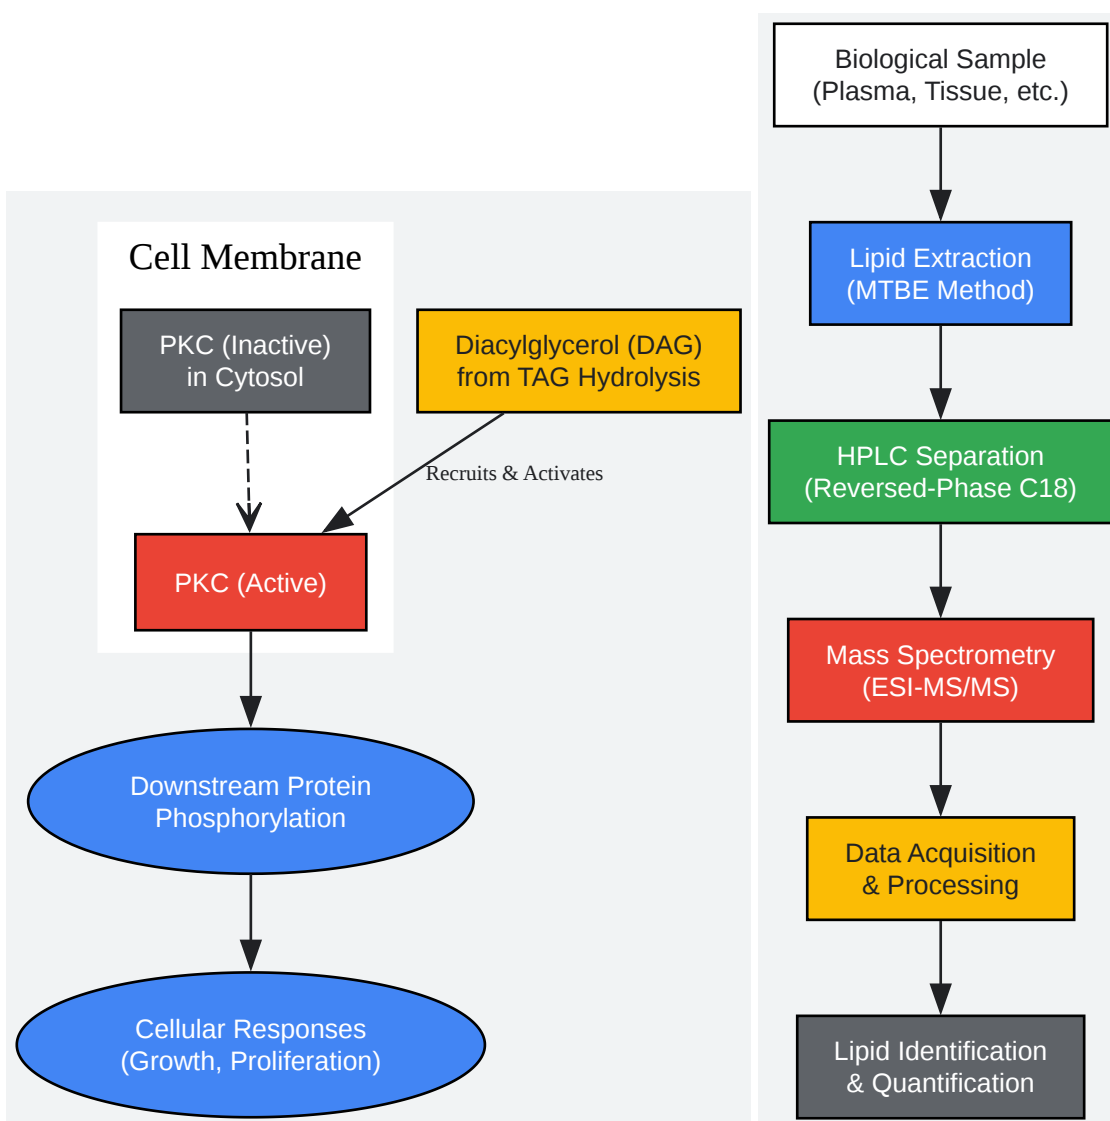 Cell Membrane
PKC (Inactive)
in Cytosol
Diacylglycerol (DAG)
from TAG Hydrolysis
Recruits & Activates
PKC (Active)
Downstream Protein
Phosphorylation
Cellular Responses
(Growth, Proliferation)
Biological Sample
(Plasma, Tissue, etc.)
Lipid Extraction
(MTBE Method)
HPLC Separation
(Reversed-Phase C18)
Mass Spectrometry
(ESI-MS/MS)
Data Acquisition
& Processing
Lipid Identification
& Quantification